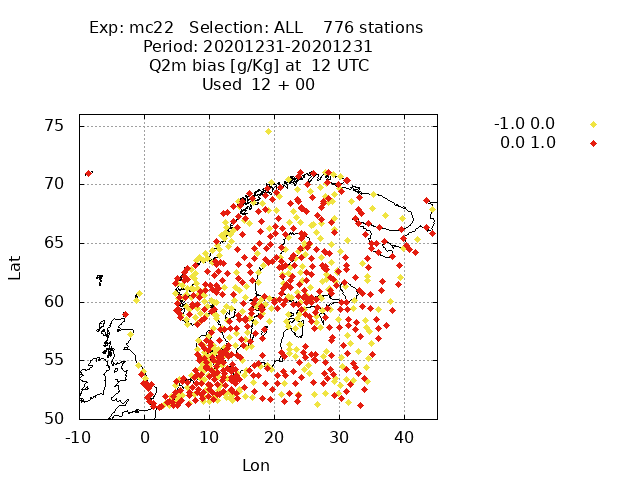 Exp: mc22   Selection: ALL    776 stations
Period: 20201231-20201231
Q2m bias [g/Kg] at  12 UTC
Used  12 + 00
-1.0 0.0
0.0 1.0
75
70
65
60
55
50
Lat
-10 0 10 20 30 40
Lon